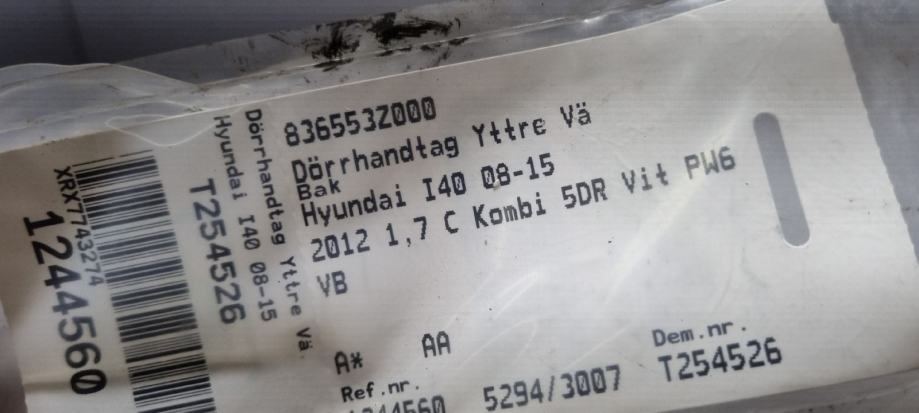 836553Z000
Dörrhandtag Yttre Vä
Bak
Hyundai I40 08-15
2012 1,7 C Kombi 5DR Vit PW6
VB
A* AA
Ref.nr. Dem.nr.
1244560 5294/3007 T254526
Dörrhandtag Yttre Vä.
Hyundai I40 08-15
T254526
XRX7743274
1244560